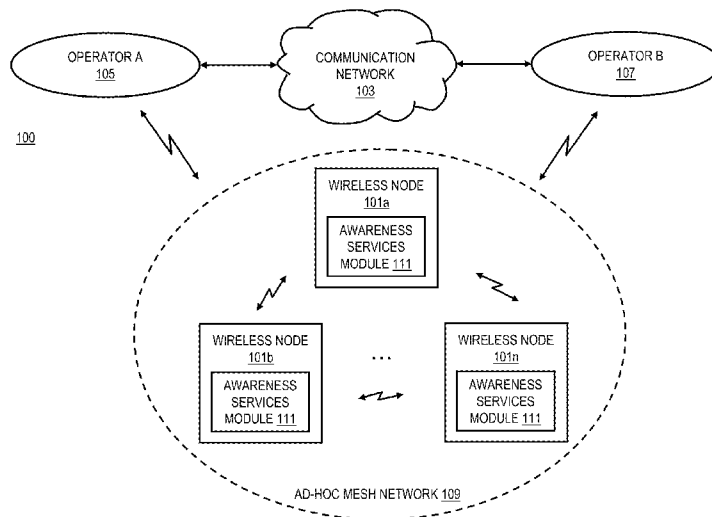 OPERATOR A
105
COMMUNICATION
NETWORK
103
OPERATOR B
107
100
WIRELESS NODE
101a
AWARENESS
SERVICES
MODULE 111
WIRELESS NODE
101b
AWARENESS
SERVICES
MODULE 111
...
WIRELESS NODE
101n
AWARENESS
SERVICES
MODULE 111
AD-HOC MESH NETWORK 109